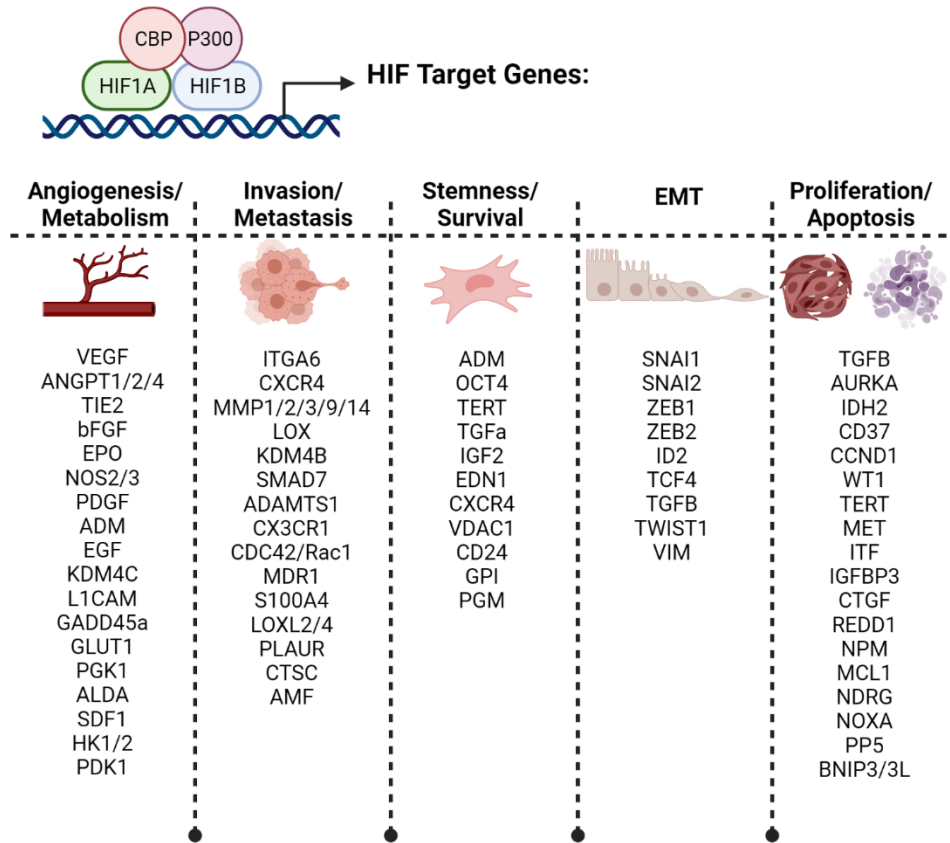 CBP
P300
HIF1A
HIF1B
HIF Target Genes:
Angiogenesis/
Metabolism
VEGF
ANGPT1/2/4
TIE2
bFGF
EPO
NOS2/3
PDGF
ADM
EGF
KDM4C
L1CAM
GADD45a
GLUT1
PGK1
ALDA
SDF1
HK1/2
PDK1
Invasion/
Metastasis
ITGA6
CXCR4
MMP1/2/3/9/14
LOX
KDM4B
SMAD7
ADAMTS1
CX3CR1
CDC42/Rac1
MDR1
S100A4
LOXL2/4
PLAUR
CTSC
AMF
Stemness/
Survival
ADM
OCT4
TERT
TGFa
IGF2
EDN1
CXCR4
VDAC1
CD24
GPI
PGM
EMT
SNAI1
SNAI2
ZEB1
ZEB2
ID2
TCF4
TGFB
TWIST1
VIM
Proliferation/
Apoptosis
TGFB
AURKA
IDH2
CD37
CCND1
WT1
TERT
MET
ITF
IGFBP3
CTGF
REDD1
NPM
MCL1
NDRG
NOXA
PP5
BNIP3/3L